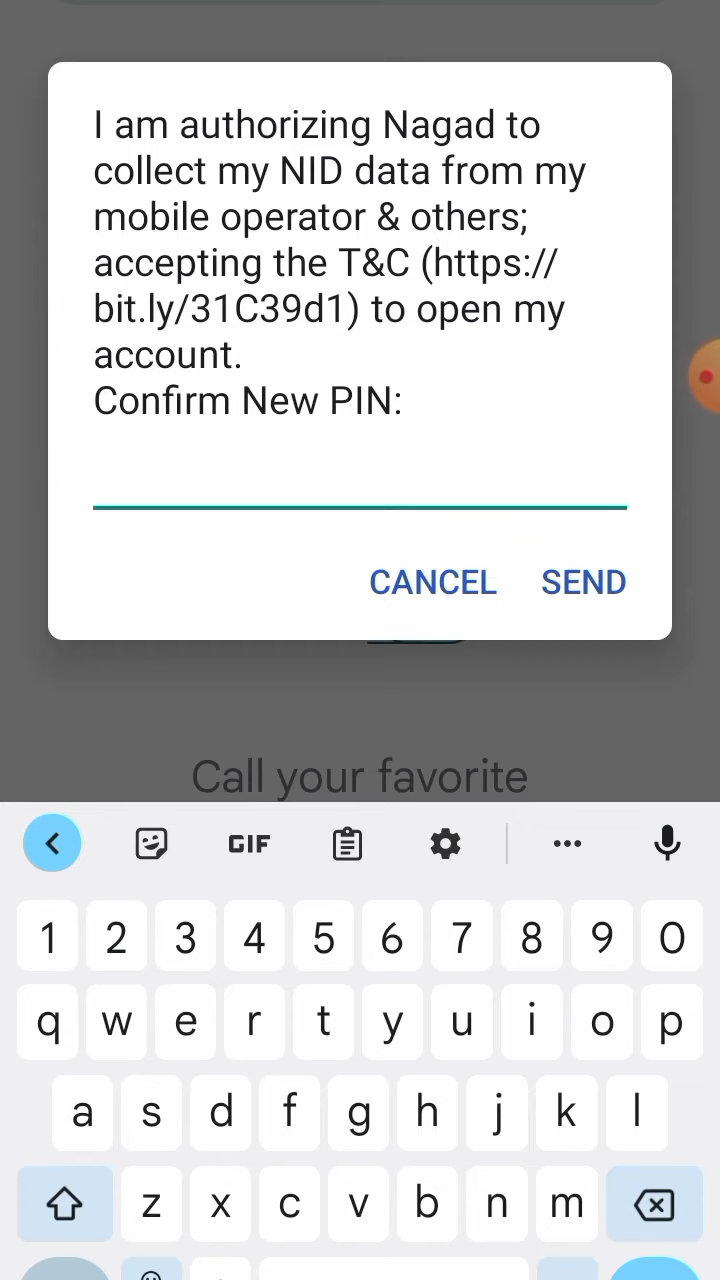 I am authorizing Nagad to
collect my NID data from my
mobile operator & others;
accepting the T&C (https://
bit.ly/31C39d1) to open my
account.
Confirm New PIN:
CANCEL SEND
Call your favorite
GIF
1 2 3 4 5 6 7 8 9 0
q w e r t y u i o p
a s d f g h j k l
z x c v b n m